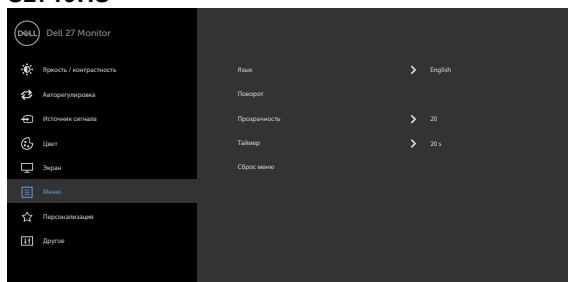 DELL Dell 27 Monitor
Яркость / контрастность
Авторегулировка
Источник сигнала
Цвет
Экран
Меню
Персонализация
Другое
Язык English
Поворот
Прозрачность 20
Таймер 20 s
Сброс меню